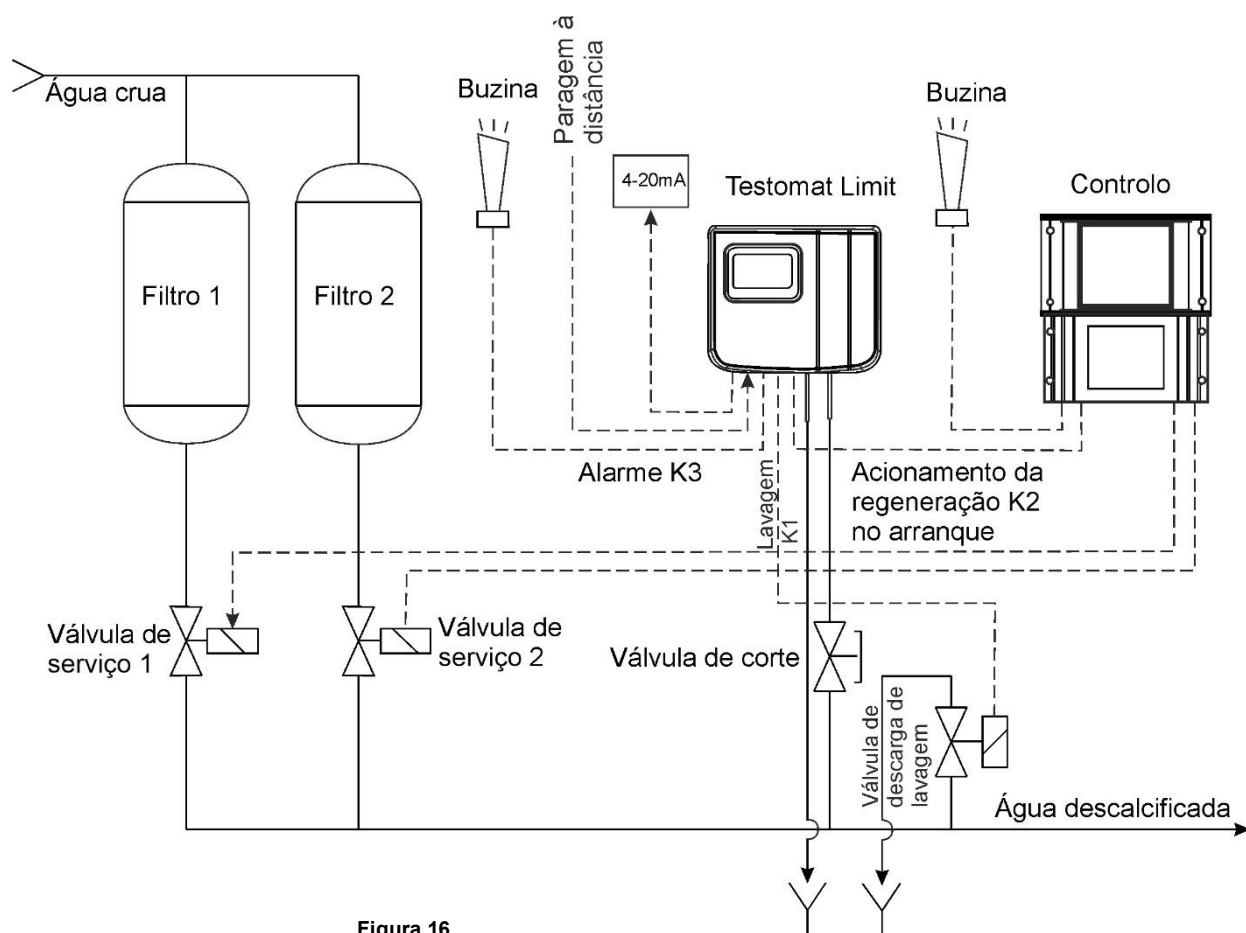 Água crua
Buzina
Paragem à
distância
4-20mA
Testomat Limit
Buzina
Controlo
Filtro 1
Filtro 2
Alarme K3
Lavagem
K1
Acionamento da
regeneração K2
no arranque
Válvula de
serviço 1
Válvula de
serviço 2
Válvula de corte
Válvula de
descarga de
lavagem
Água descalcificada
Figura 16